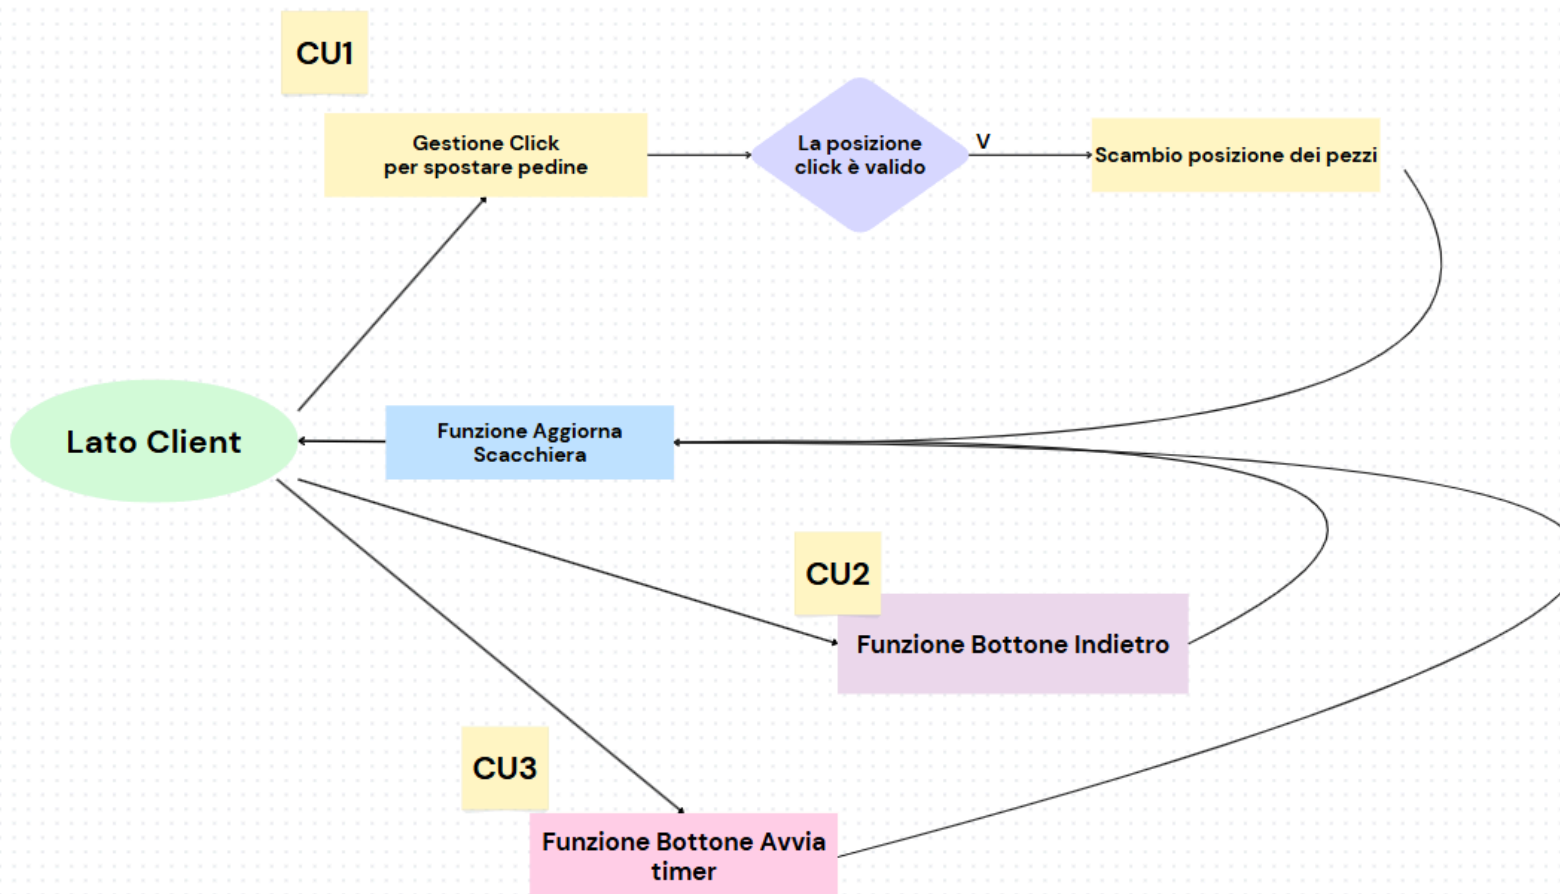 CU1
Gestione Click
per spostare pedine
La posizione
click è valido
V
Scambio posizione dei pezzi
Lato Client
Funzione Aggiorna
Scacchiera
CU2
Funzione Bottone Indietro
CU3
Funzione Bottone Avvia
timer